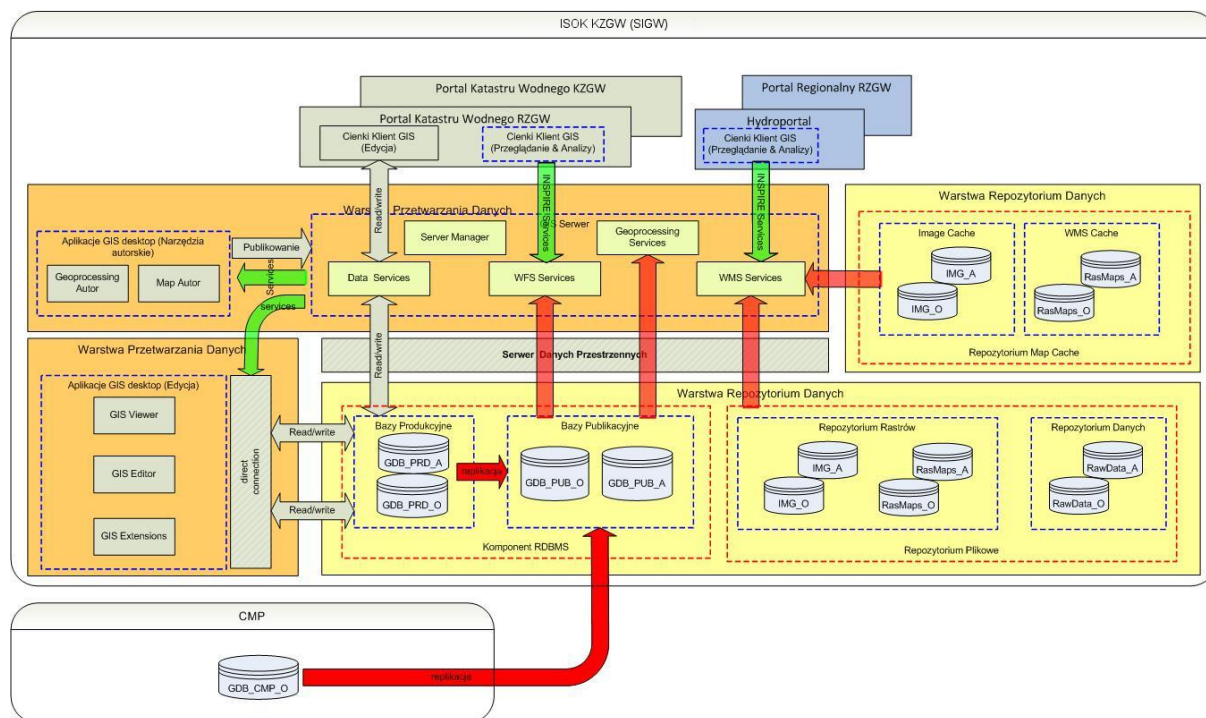 ISOK KZGW (SIGW)
Portal Katastru Wodnego KZGW
Portal Katastru Wodnego RZGW
Cienki Klient GIS
(Edycja)
Cienki Klient GIS
(Przeglądanie & Analizy)
Portal Regionalny RZGW
Hydroportal
Cienki Klient GIS
(Przeglądanie & Analizy)
Read/write
INSPIRE Services
INSPIRE Services
Warstwa Przetwarzania Danych
Serwer
Aplikacje GIS desktop (Narzędzia
autorskie)
Geoprocessing
Autor
Map Autor
Publikowanie
Services
services
Server Manager
Geoprocessing
Services
Data Services
WFS Services
WMS Services
Warstwa Repozytorium Danych
Image Cache
IMG_A
IMG_O
WMS Cache
RasMaps_A
RasMaps_O
Repozytorium Map Cache
Warstwa Przetwarzania Danych
Aplikacje GIS desktop (Edycja)
GIS Viewer
GIS Editor
GIS Extensions
direct
connection
Read/write
Read/write
Read/write
Serwer Danych Przestrzennych
Warstwa Repozytorium Danych
Bazy Produkcyjne
GDB_PRD_A
GDB_PRD_O
replikacja
Bazy Publikacyjne
GDB_PUB_O
GDB_PUB_A
Komponent RDBMS
Repozytorium Rastrów
IMG_A
IMG_O
RasMaps_A
RasMaps_O
Repozytorium Danych
RawData_A
RawData_O
Repozytorium Plikowe
CMP
GDB_CMP_O
replikacja